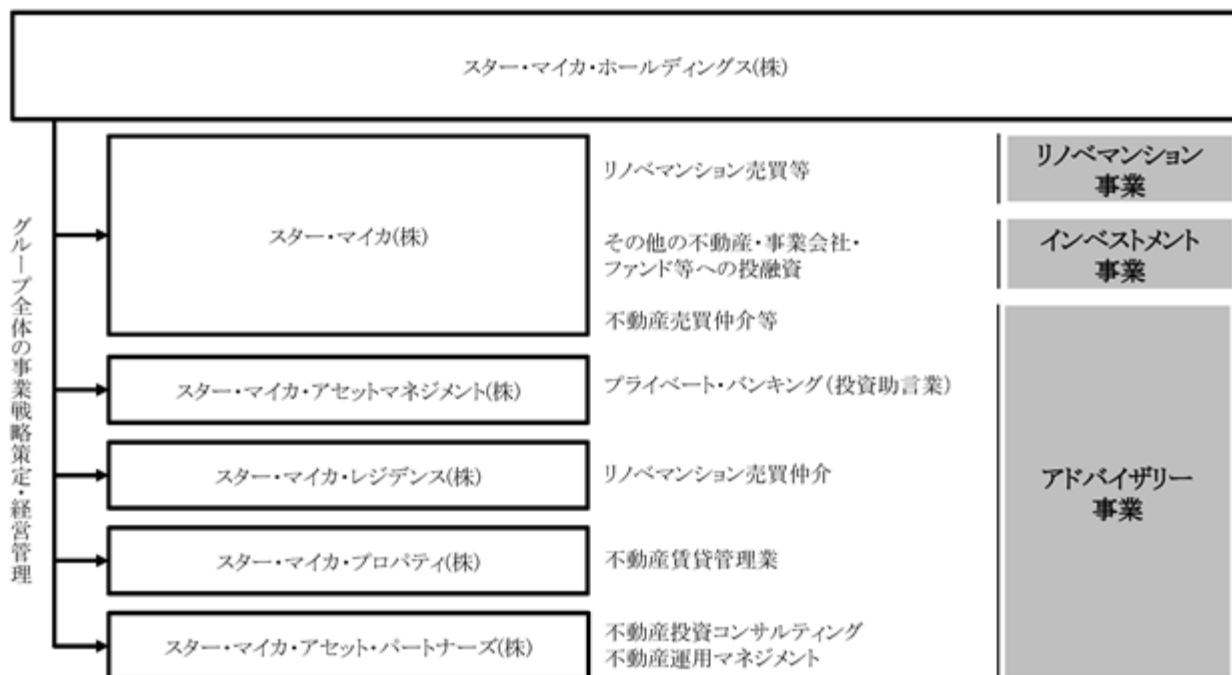 スター・マイカ・ホールディングス(株)
グループ全体の事業戦略策定・経営管理
スター・マイカ(株)
リノベマンション売買等
リノベマンション
事業
その他の不動産・事業会社・
ファンド等への投融資
インベストメント
事業
不動産売買仲介等
スター・マイカ・アセットマネジメント(株)
プライベート・バンキング(投資助言業)
スター・マイカ・レジデンス(株)
リノベマンション売買仲介
アドバイザリー
事業
スター・マイカ・プロパティ(株)
不動産賃貸管理業
スター・マイカ・アセット・パートナーズ(株)
不動産投資コンサルティング
不動産運用マネジメント